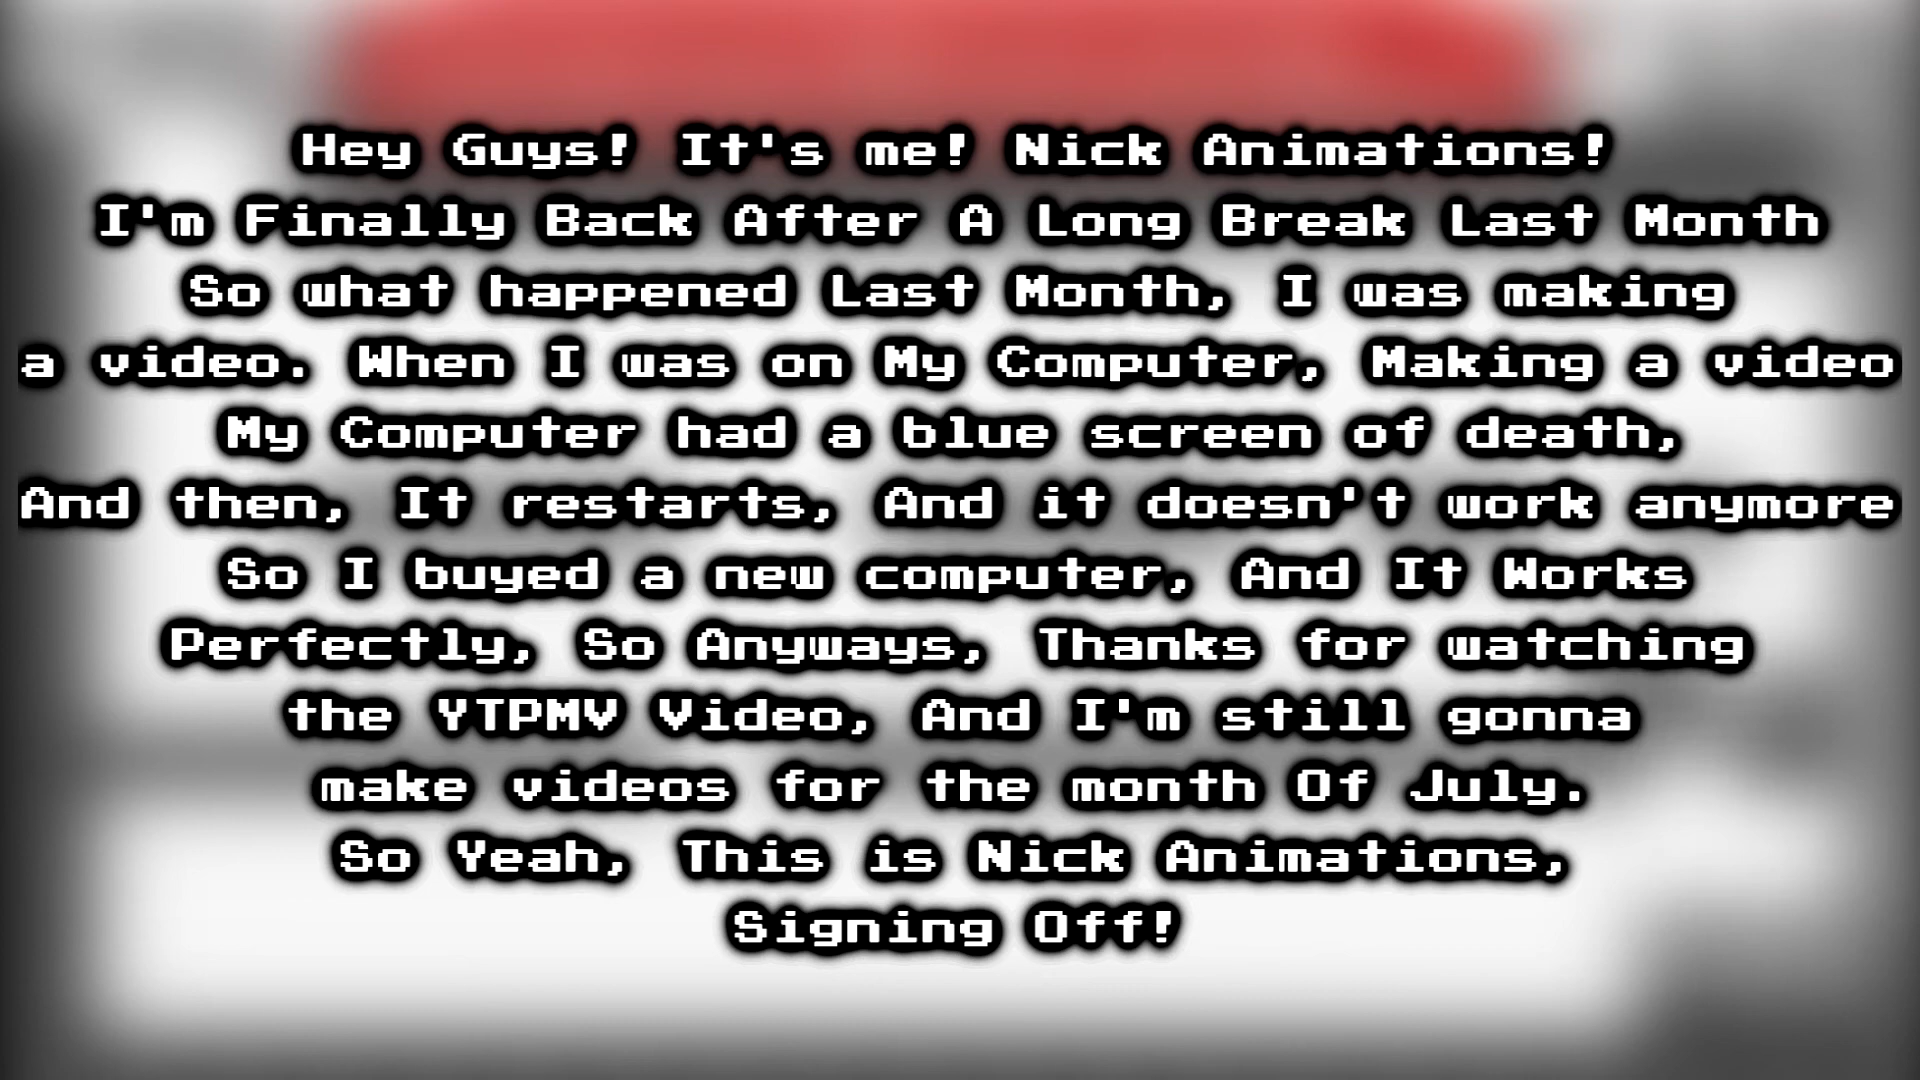 Hey Guys! It's me! Nick Animations!
I'm Finally Back After A Long Break Last Month
So what happened Last Month, I was making
a video. When I was on My Computer, Making a video
My Computer had a blue screen of death,
And then, It restarts, And it doesn't work anymore
So I buyed a new computer, And It Works
Perfectly, So Anyways, Thanks for watching
the YTPMV Video, And I'm still gonna
make videos for the month Of July.
So Yeah, This is Nick Animations,
Signing Off!